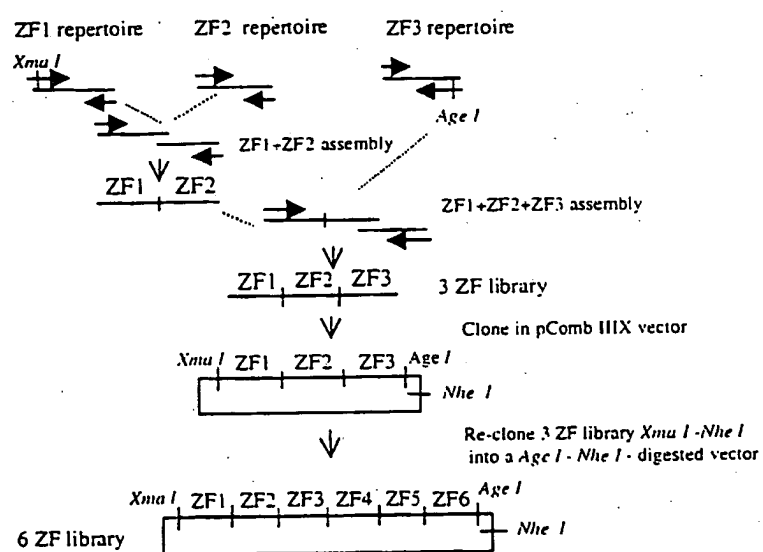 ZF1 repertoire
ZF2 repertoire
ZF3 repertoire
Xma I
Age I
ZF1+ZF2 assembly
ZF1 ZF2
ZF1+ZF2+ZF3 assembly
ZF1 ZF2 ZF3
3 ZF library
Clone in pComb IIIX vector
Xma I ZF1 ZF2 ZF3 Age I
Nhe I
Re-clone 3 ZF library Xma I -Nhe I
into a Age I - Nhe I - digested vector
Xma I ZF1 ZF2 ZF3 ZF4 ZF5 ZF6 Age I
Nhe I
6 ZF library